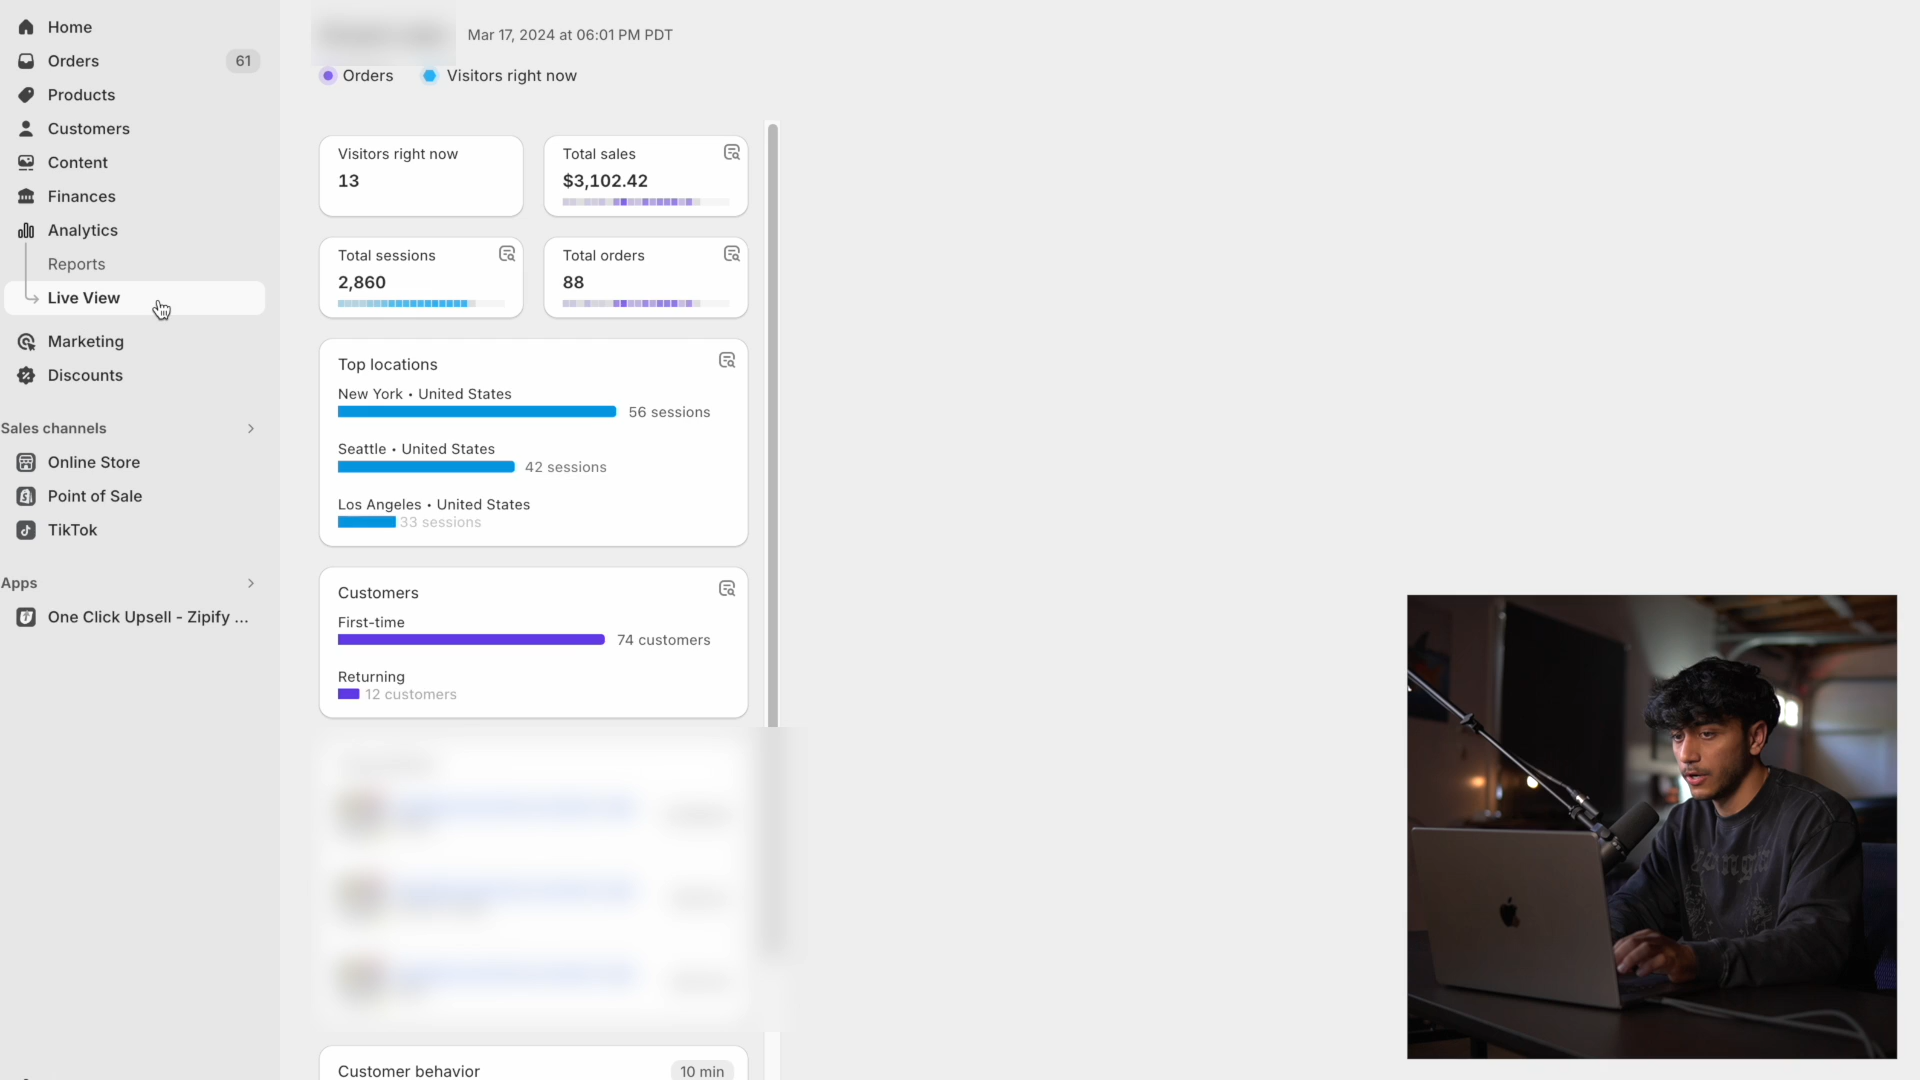 Home
Orders 61
Products
Customers
Content
Finances
Analytics
Reports
Live View
Marketing
Discounts
Sales channels
Online Store
Point of Sale
TikTok
Apps
One Click Upsell - Zipify ...
Mar 17, 2024 at 06:01 PM PDT
Orders Visitors right now
Visitors right now
13
Total sales
$3,102.42
Total sessions
2,860
Total orders
88
Top locations
New York • United States
56 sessions
Seattle • United States
42 sessions
Los Angeles • United States
33 sessions
Customers
First-time
74 customers
Returning
12 customers
Customer behavior 10 min